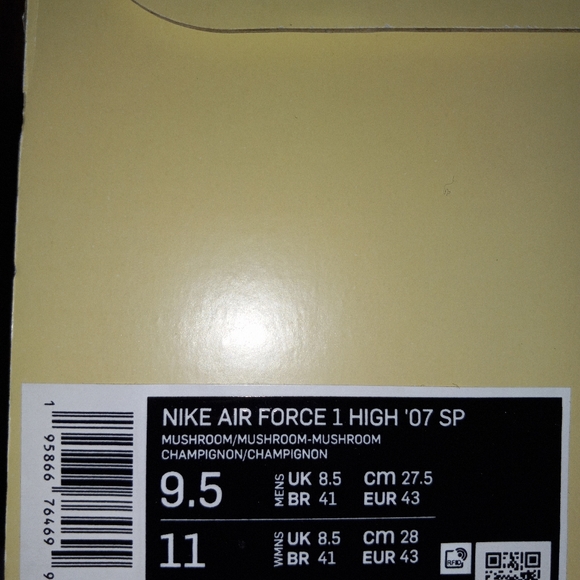 NIKE AIR FORCE 1 HIGH '07 SP
MUSHROOM/MUSHROOM-MUSHROOM
CHAMPIGNON/CHAMPIGNON
9.5 MENS UK 8.5 cm 27.5
BR 41 EUR 43
11 WMNS UK 8.5 cm 28
BR 41 EUR 43
RFID
1 95866 76469 9